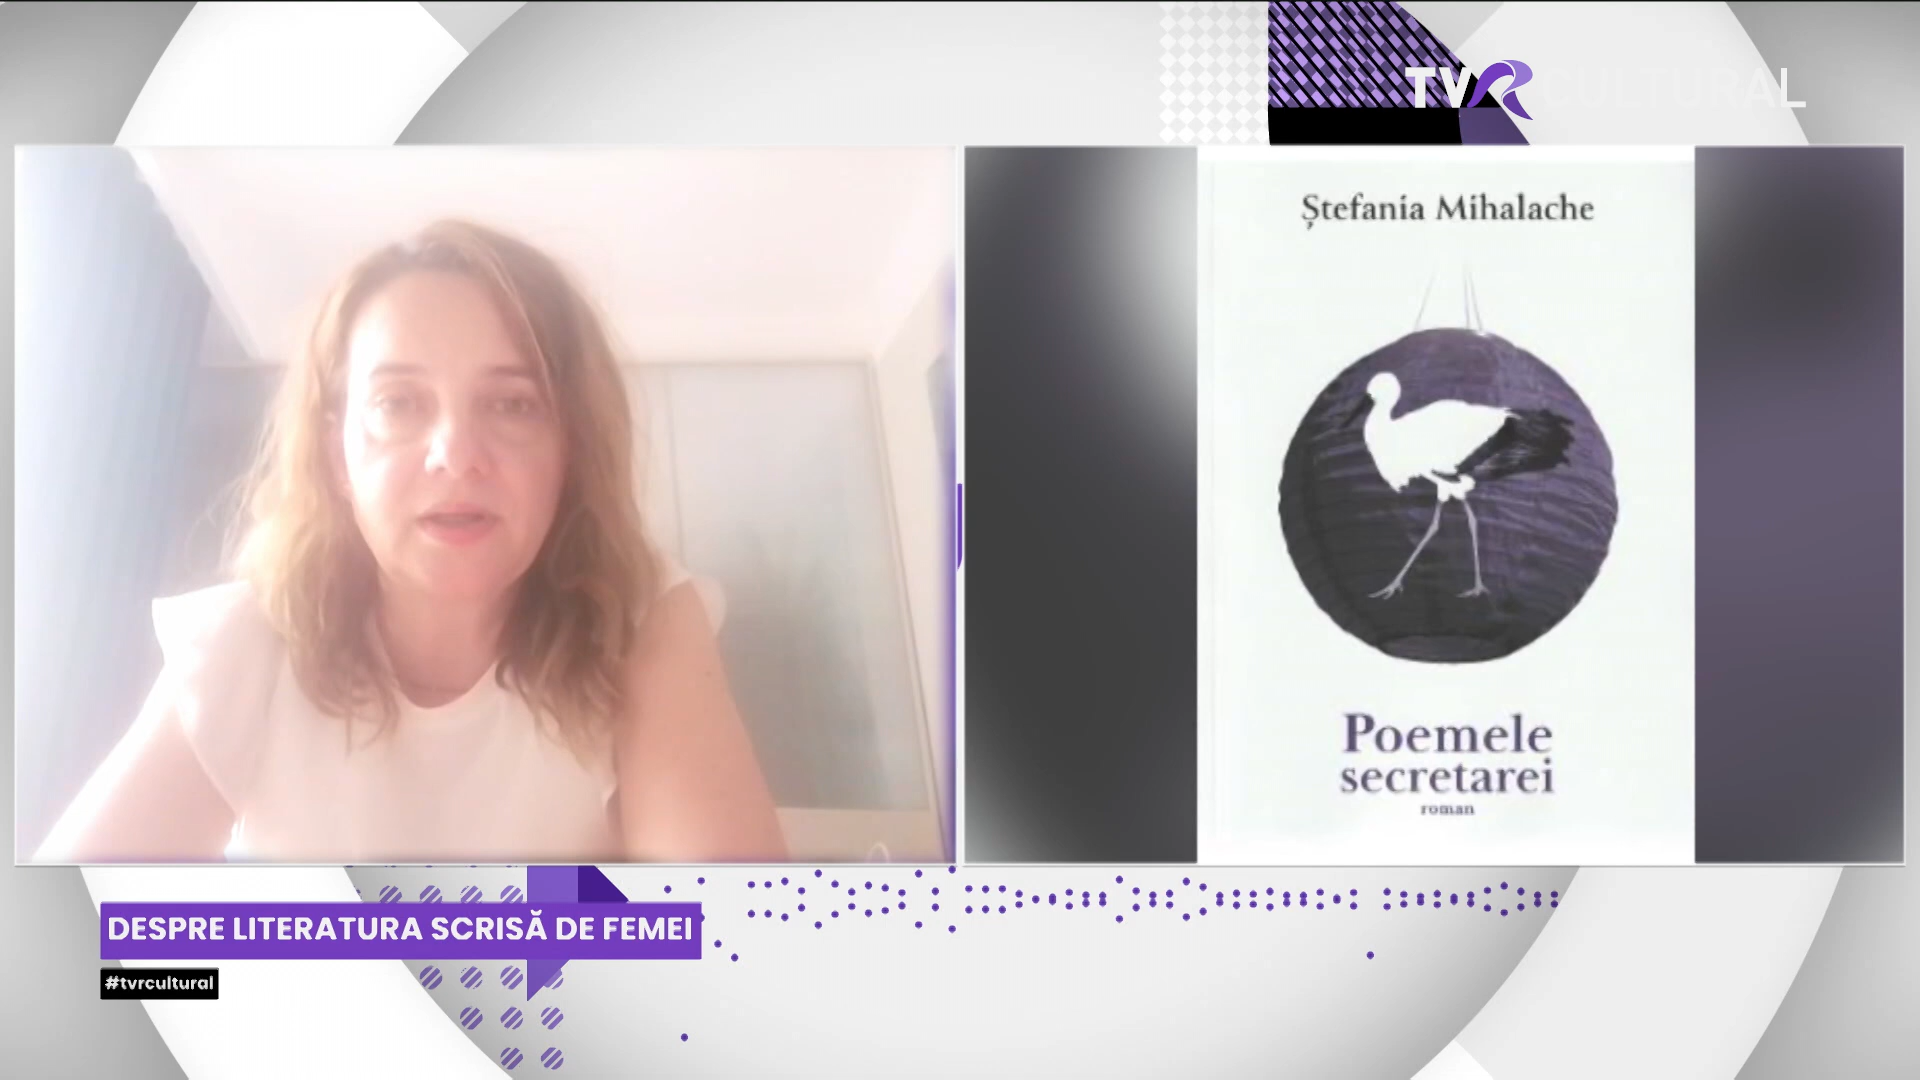 TVR CULTURAL
Ștefania Mihalache
Poemele
secretarei
roman
DESPRE LITERATURA SCRISĂ DE FEMEI
#tvrcultural